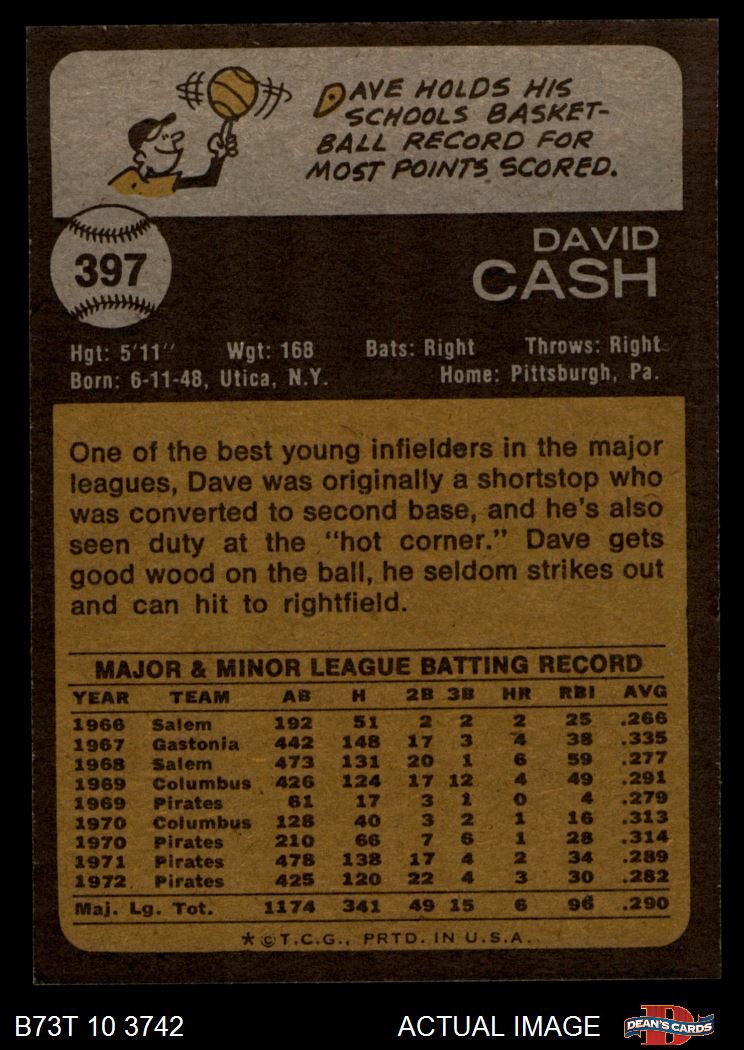 DAVE HOLDS HIS
SCHOOLS BASKET-
BALL RECORD FOR
MOST POINTS SCORED.
397
DAVID
CASH
Hgt: 5'11" Wgt: 168 Bats: Right Throws: Right
Born: 6-11-48, Utica, N.Y. Home: Pittsburgh, Pa.
One of the best young infielders in the major
leagues, Dave was originally a shortstop who
was converted to second base, and he's also
seen duty at the "hot corner." Dave gets
good wood on the ball, he seldom strikes out
and can hit to rightfield.
MAJOR & MINOR LEAGUE BATTING RECORD
YEAR TEAM AB H 2B 3B HR RBI AVG
1966 Salem 192 51 2 2 2 25 .266
1967 Gastonia 442 148 17 3 4 38 .335
1968 Salem 473 131 20 1 6 59 .277
1969 Columbus 426 124 17 12 4 49 .291
1969 Pirates 61 17 3 1 0 4 .279
1970 Columbus 128 40 3 2 1 16 .313
1970 Pirates 210 66 7 6 1 28 .314
1971 Pirates 478 138 17 4 2 34 .289
1972 Pirates 425 120 22 4 3 30 .282
Maj. Lg. Tot. 1174 341 49 15 6 96 .290
*©T.C.G., PRTD. IN U.S.A.
B73T 10 3742 ACTUAL IMAGE DEAN'S CARDS